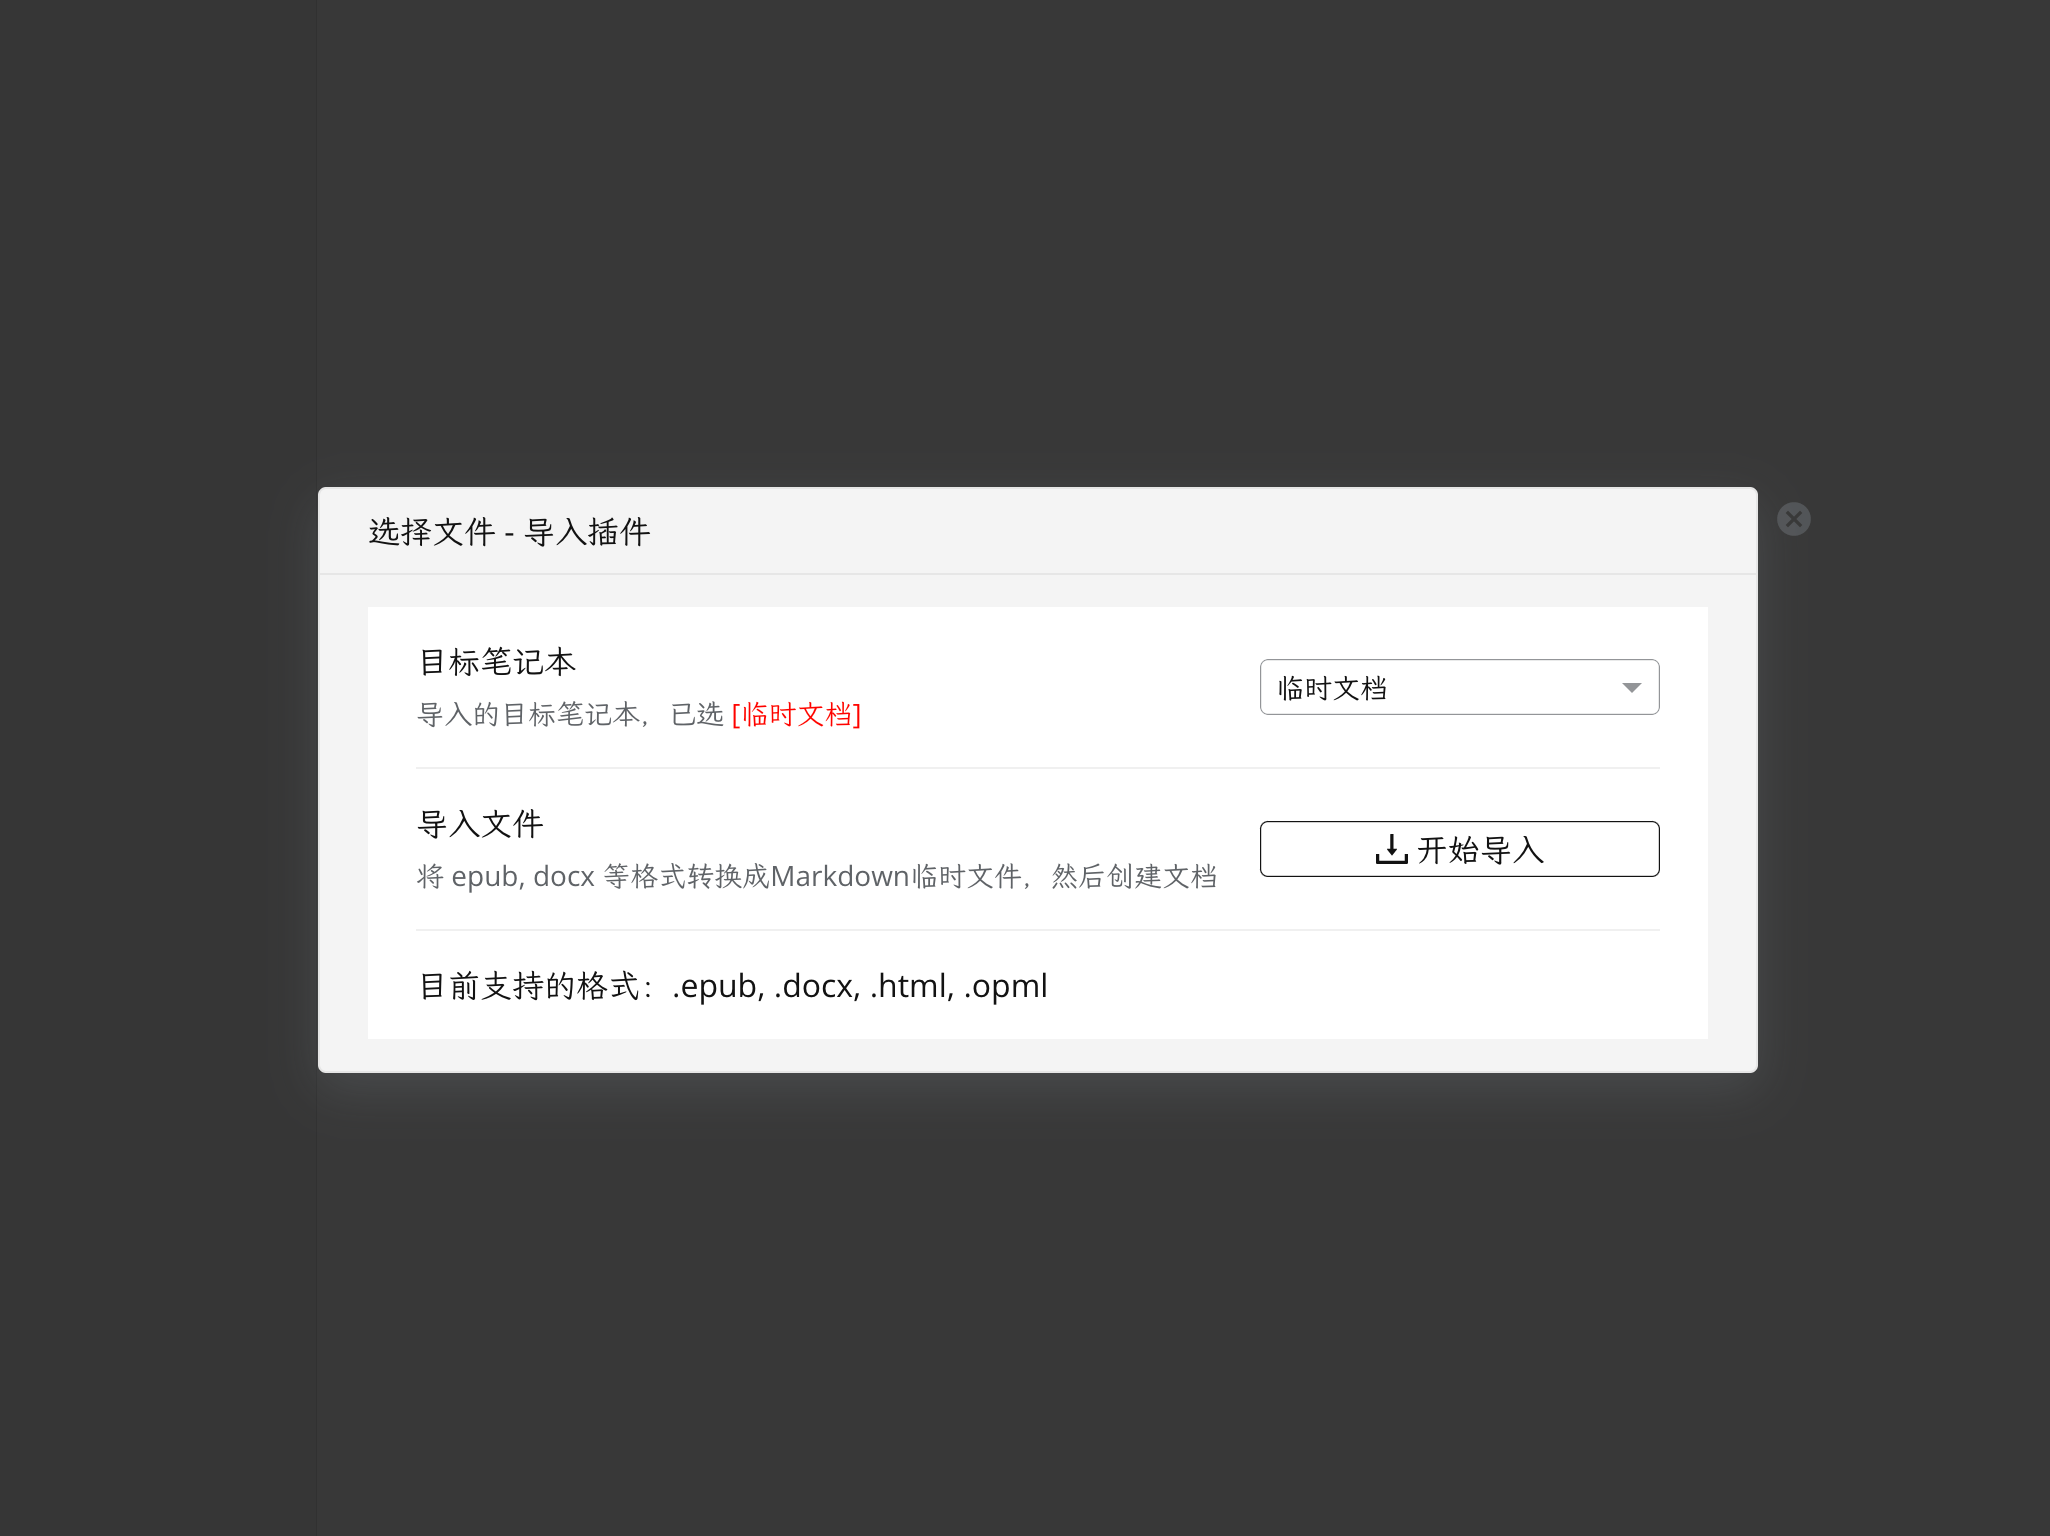 选择文件 - 导入插件
目标笔记本
导入的目标笔记本，已选 [临时文档]
临时文档
导入文件
将 epub, docx 等格式转换成Markdown临时文件，然后创建文档
开始导入
目前支持的格式：.epub, .docx, .html, .opml